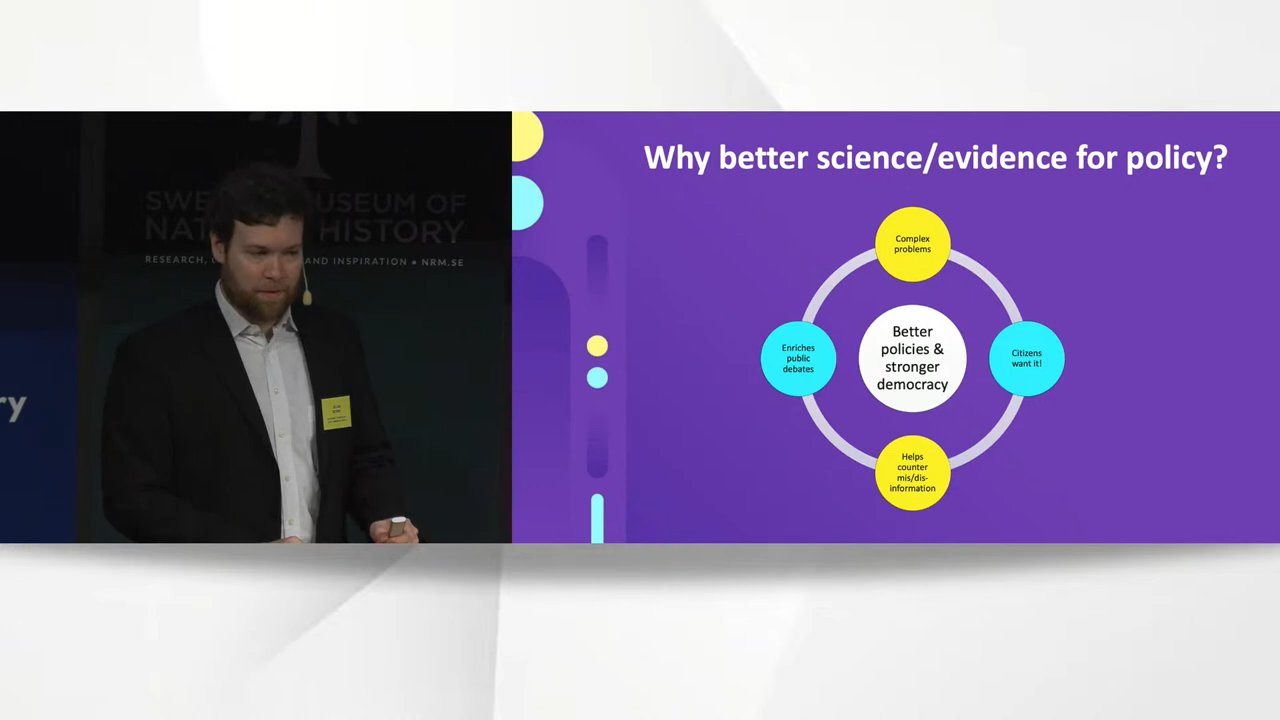 SWE USEUM OF
NAT HISTORY
RESEARCH, AND INSPIRATION • NRM.SE
ry
Why better science/evidence for policy?
Complex
problems
Enriches
public
debates
Better
policies &
stronger
democracy
Citizens
want it!
Helps
counter
mis/dis-
information